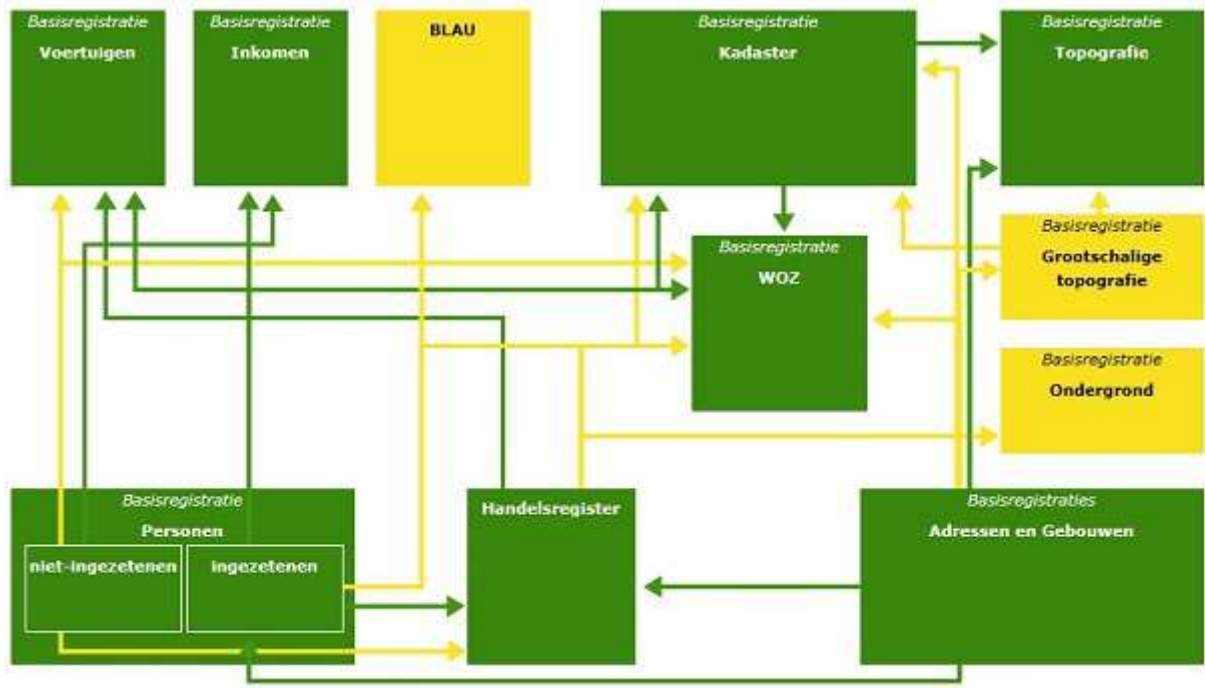 Basisregistratie
Voertuigen
Basisregistratie
Inkomen
BLAU
Basisregistratie
Kadaster
Basisregistratie
Topografie
Basisregistratie
WOZ
Basisregistratie
Grootschalige
topografie
Basisregistratie
Ondergrond
Basisregistratie
Personen
niet-ingezetenen
ingezetenen
Handelsregister
Basisregistraties
Adressen en Gebouwen